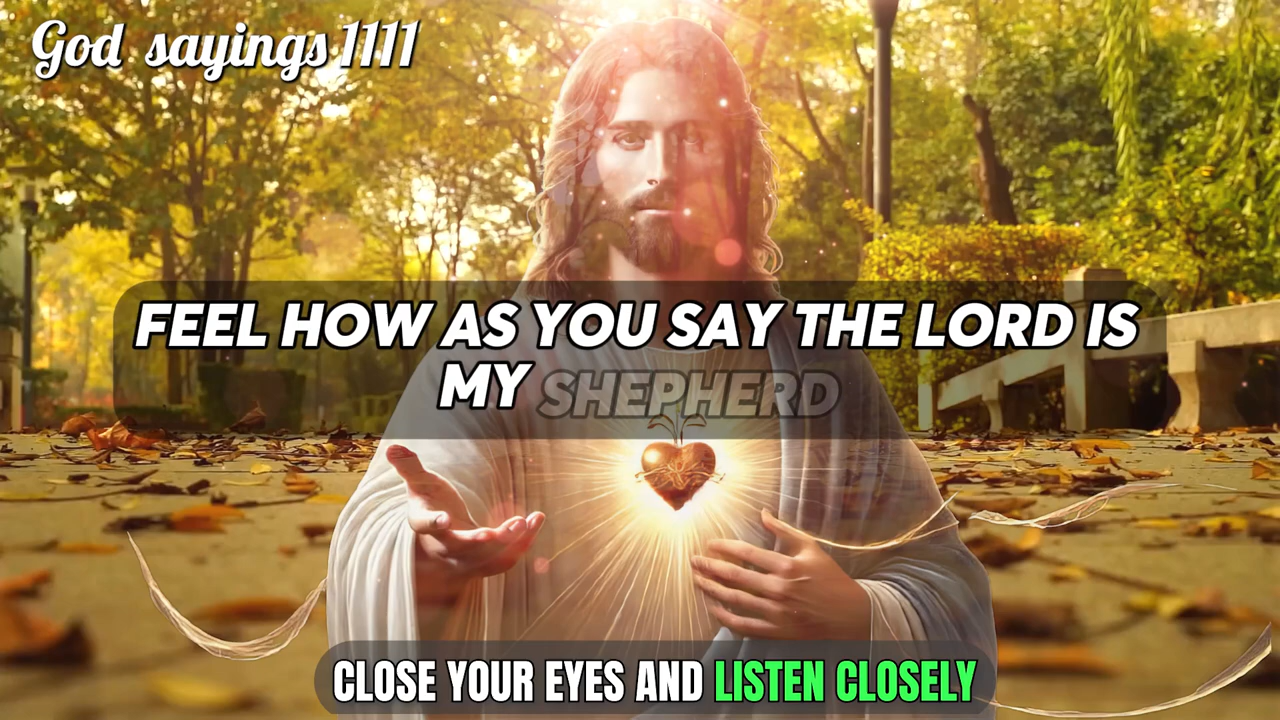 God sayings 1111
FEEL HOW AS YOU SAY THE LORD IS
MY SHEPHERD
CLOSE YOUR EYES AND LISTEN CLOSELY